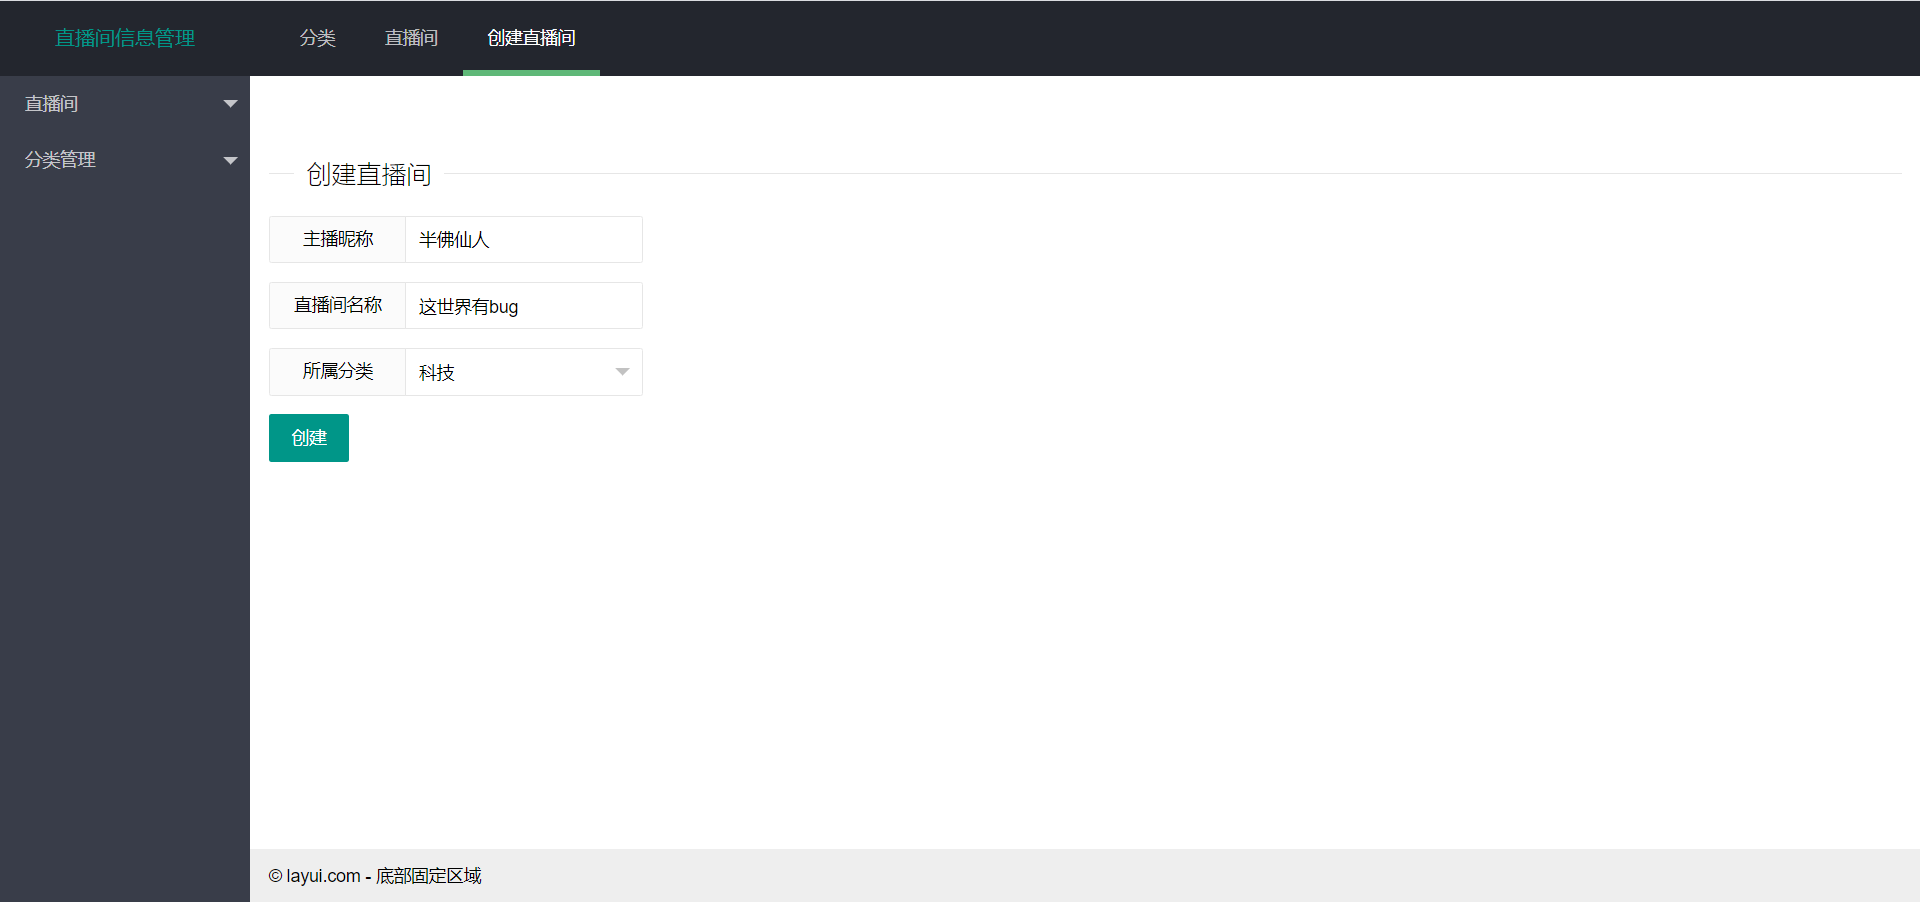 直播间信息管理 分类 直播间 创建直播间
直播间
分类管理
创建直播间
主播昵称 半佛仙人
直播间名称 这世界有bug
所属分类 科技
创建
© layui.com - 底部固定区域